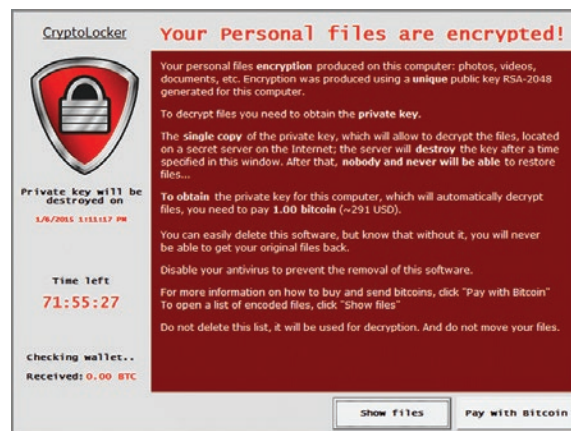 CryptoLocker
Your Personal files are encrypted!
Your personal files encryption produced on this computer: photos, videos,
documents, etc. Encryption was produced using a unique public key RSA-2048
generated for this computer.
To decrypt files you need to obtain the private key.
The single copy of the private key, which will allow to decrypt the files, located
on a secret server on the Internet; the server will destroy the key after a time
specified in this window. After that, nobody and never will be able to restore
files...
To obtain the private key for this computer, which will automatically decrypt
files, you need to pay 1.00 bitcoin (~291 USD).
You can easily delete this software, but know that without it, you will never
be able to get your original files back.
Disable your antivirus to prevent the removal of this software.
For more information on how to buy and send bitcoins, click "Pay with Bitcoin"
To open a list of encoded files, click "Show files"
Do not delete this list, it will be used for decryption. And do not move your files.
Private key will be
destroyed on
1/6/2015 1:11:17 PM
Time left
71:55:27
Checking wallet..
Received: 0.00 BTC
Show files
Pay with Bitcoin